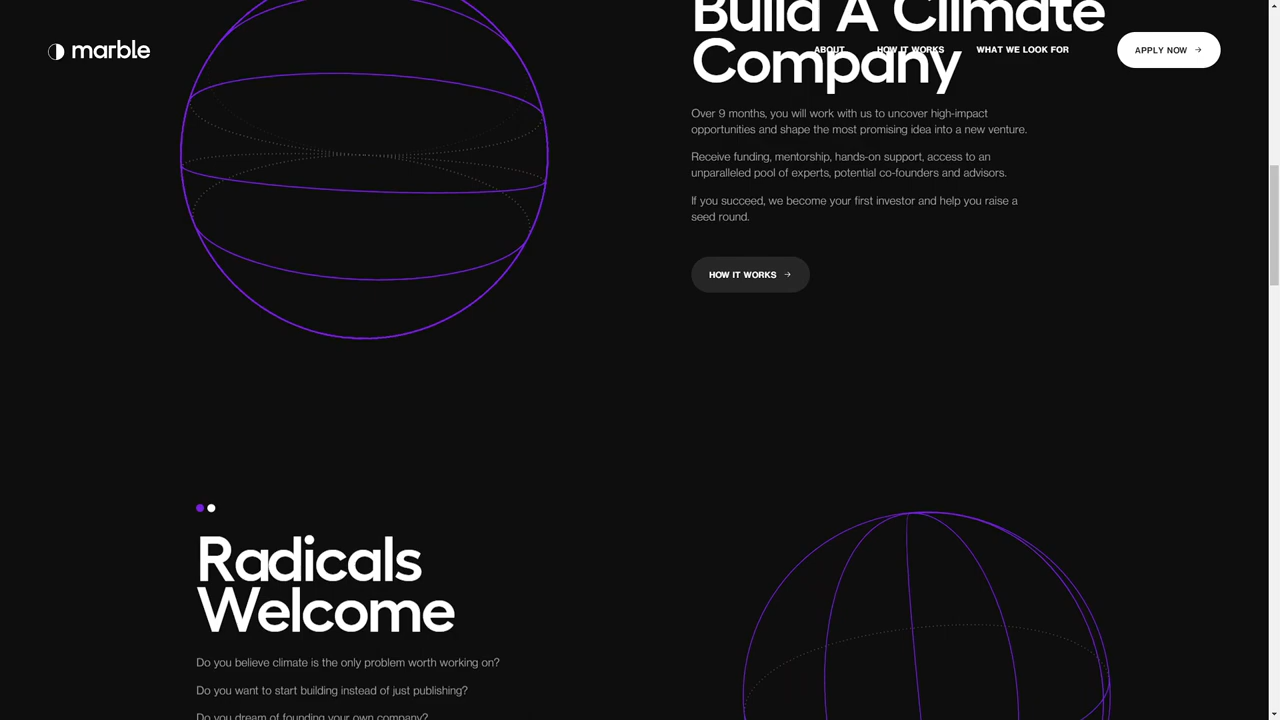 Build A Climate
Company
marble
ABOUT
HOW IT WORKS
WHAT WE LOOK FOR
APPLY NOW
Over 9 months, you will work with us to uncover high-impact
opportunities and shape the most promising idea into a new venture.
Receive funding, mentorship, hands-on support, access to an
unparalleled pool of experts, potential co-founders and advisors.
If you succeed, we become your first investor and help you raise a
seed round.
HOW IT WORKS
Radicals
Welcome
Do you believe climate is the only problem worth working on?
Do you want to start building instead of just publishing?
Do you dream of founding your own company?